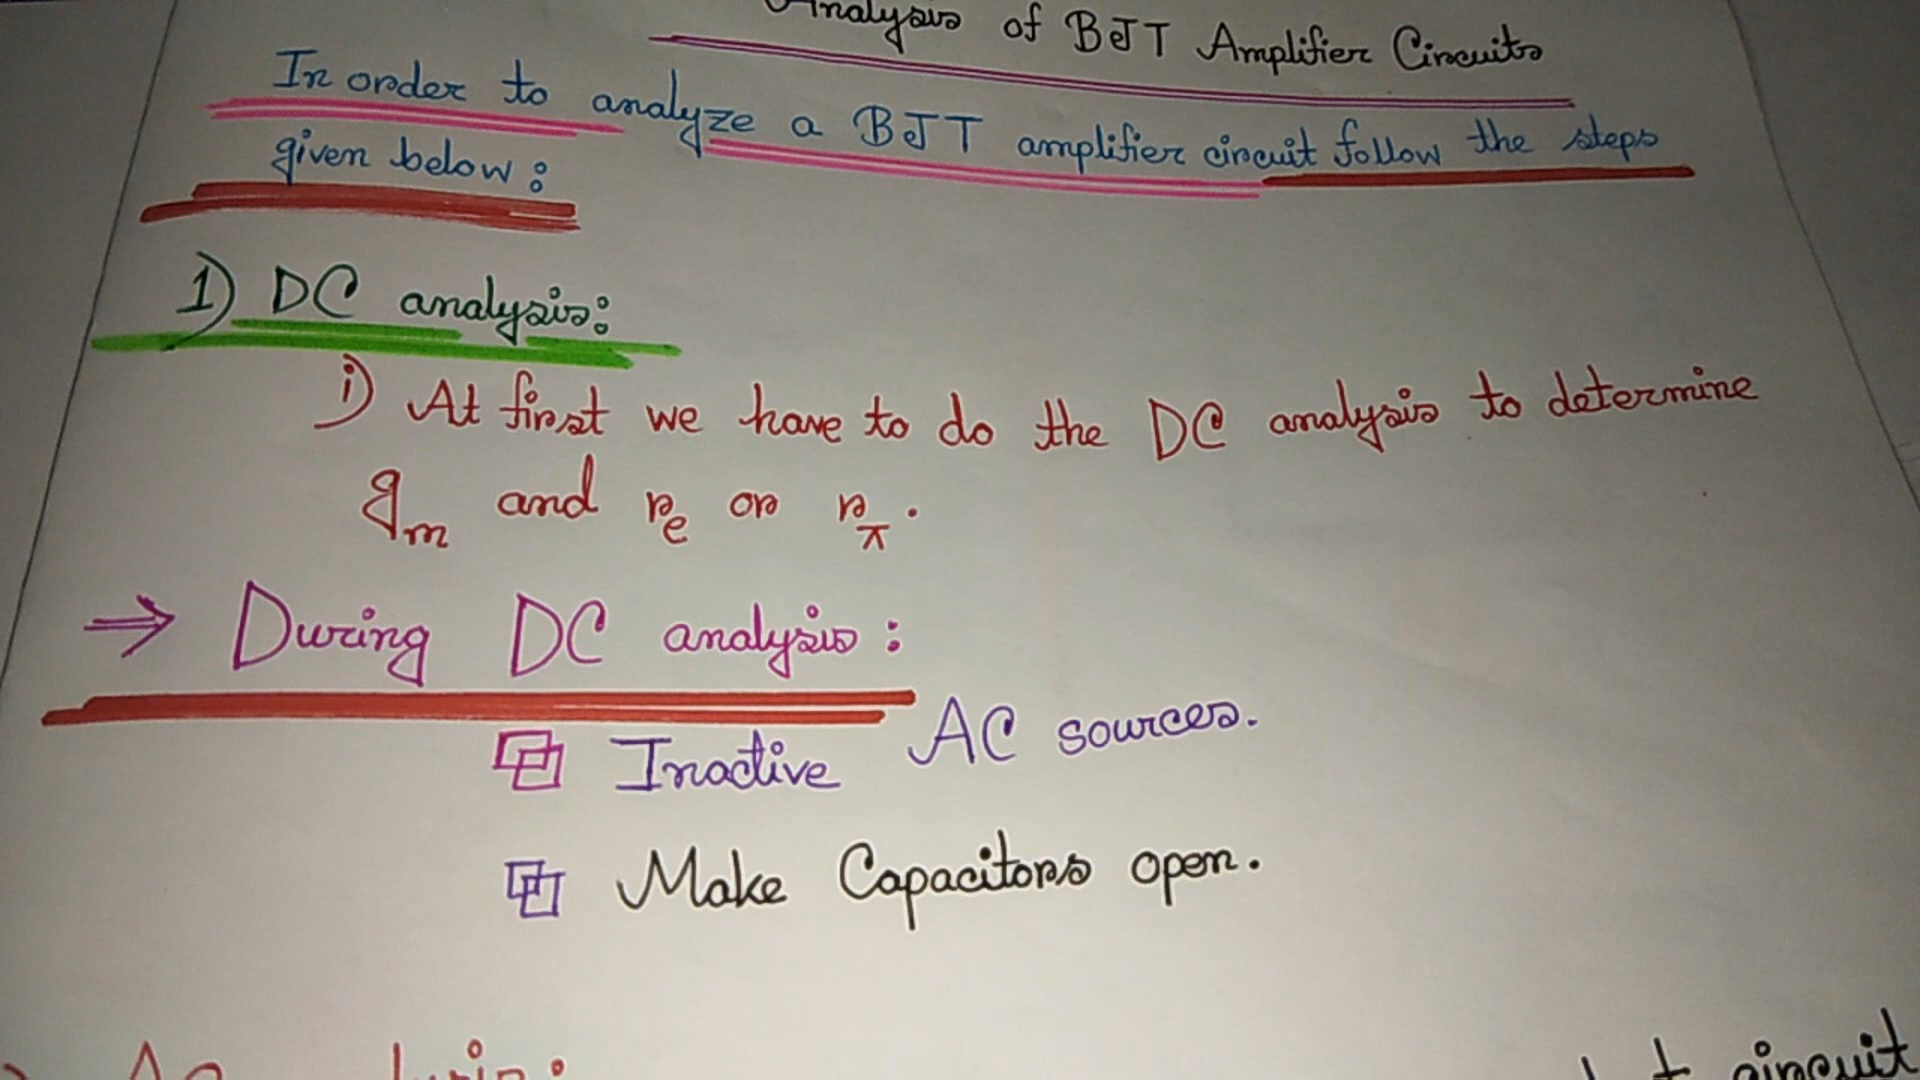 Analysis of BJT Amplifier Circuits
In order to analyze a BJT amplifier circuit follow the steps
given below:
1) DC analysis:
i) At first we have to do the DC analysis to determine
gm and re or rπ.
⇒ During DC analysis:
Inactive AC sources.
Make Capacitors open.
circuit